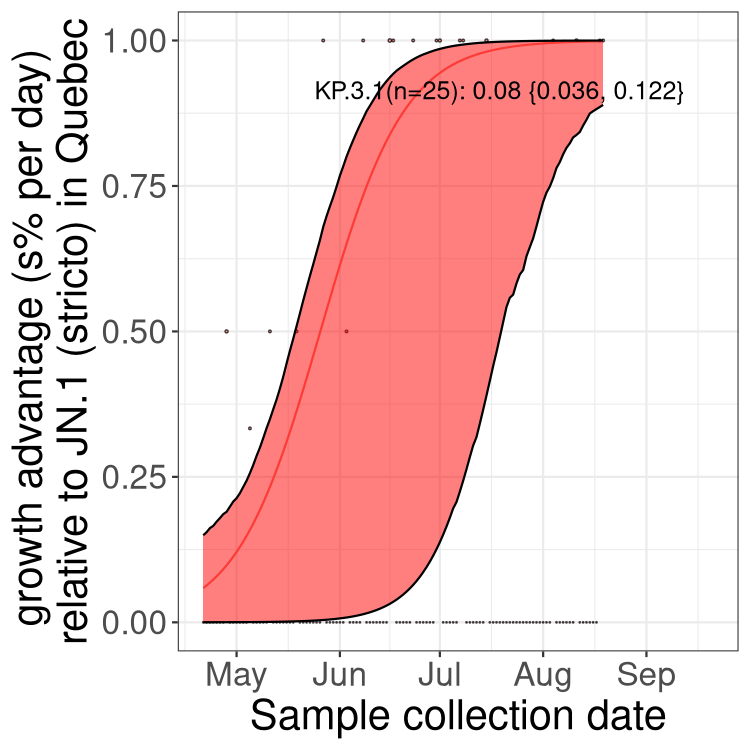 growth advantage (s% per day)
relative to JN.1 (stricto) in Quebec
1.00
0.75
0.50
0.25
0.00
KP.3.1(n=25): 0.08 {0.036, 0.122}
May Jun Jul Aug Sep
Sample collection date